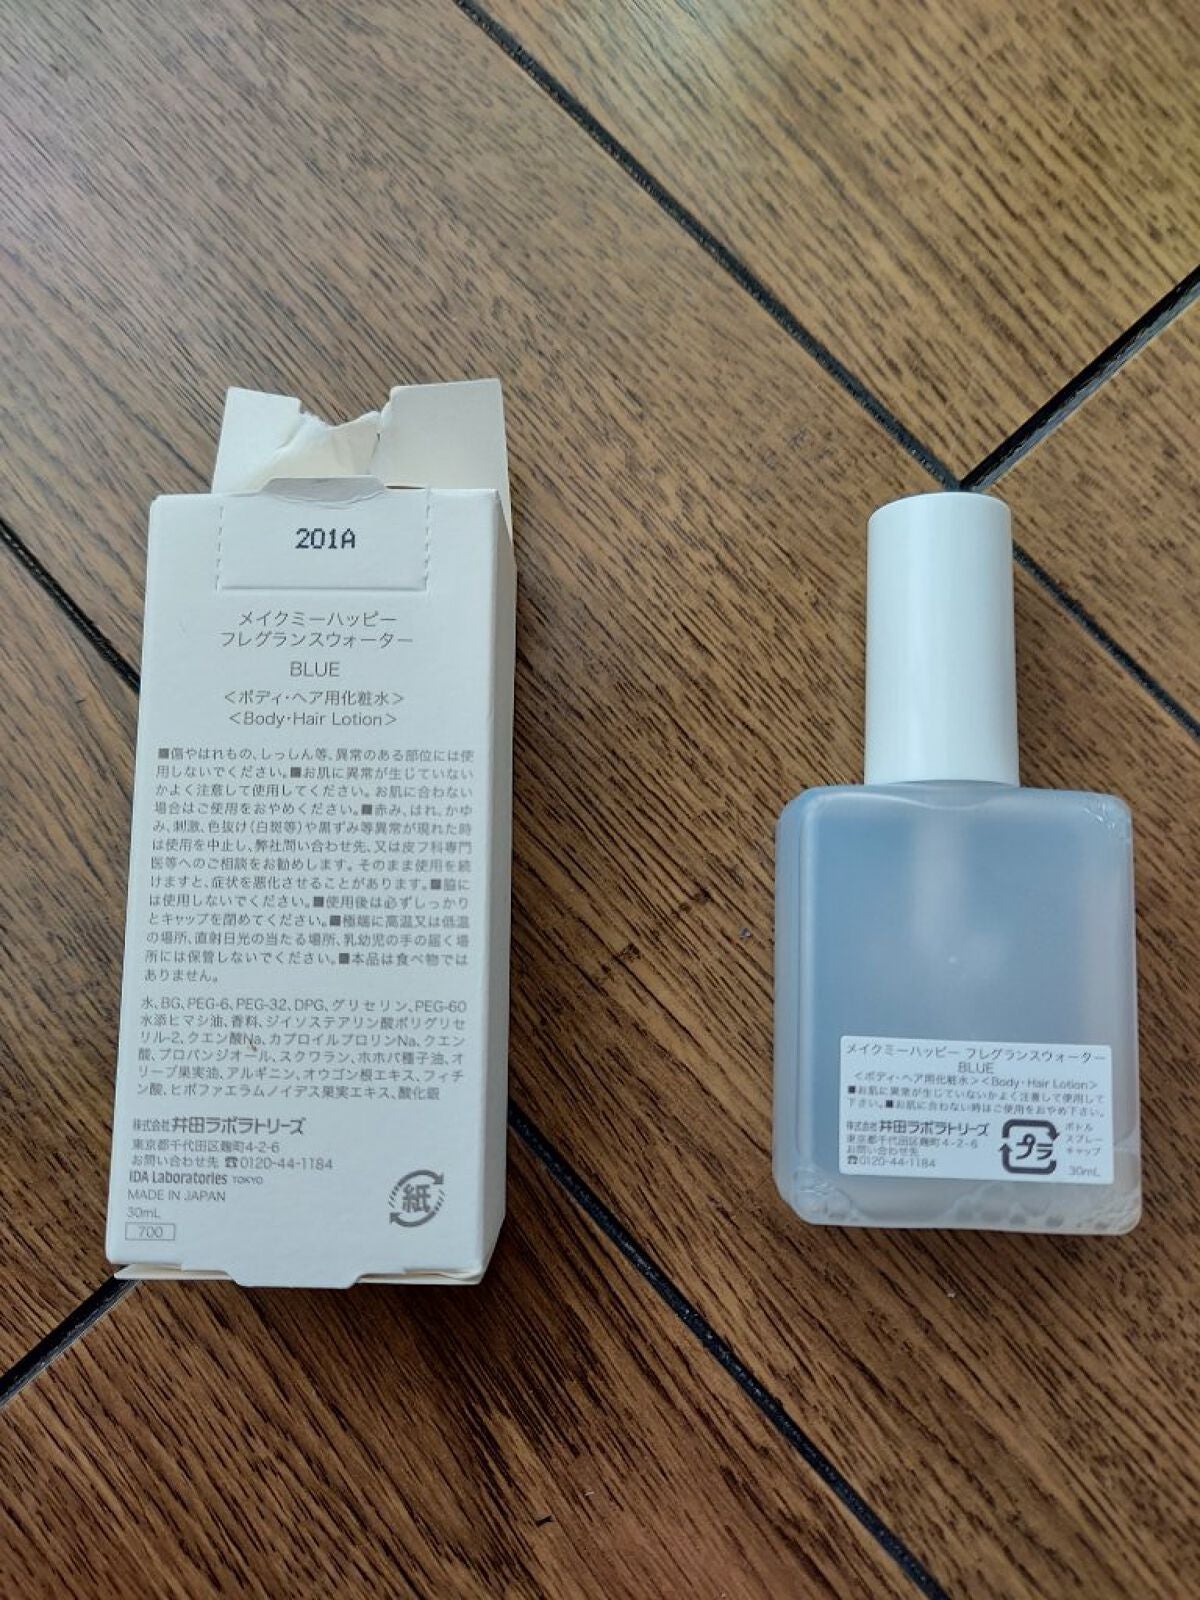 201A
メイクミーハッピー
フレグランスウォーター
BLUE
＜ボディ・ヘア用化粧水＞
＜Body・Hair Lotion＞
■傷やはれもの、しっしん等、異常のある部位には使
用しないでください。■お肌に異常が生じていない
かよく注意して使用してください。お肌に合わない
場合はご使用をおやめください。■赤み、はれ、かゆ
み、刺激、色抜け(白斑等)や黒ずみ等異常が現れた時
は使用を中止し、弊社問い合わせ先、又は皮フ科専門
医等へのご相談をお勧めします。そのまま使用を続
けますと、症状を悪化させることがあります。■脇に
は使用しないでください。■使用後は必ずしっかり
とキャップを閉めてください。■極端に高温又は低温
の場所、直射日光の当たる場所、乳幼児の手の届く場
所には保管しないでください。■本品は食べ物では
ありません。
水、BG、PEG-6、PEG-32、DPG、グリセリン、PEG-60
水添ヒマシ油、香料、ジイソステアリン酸ポリグリセ
リル-2、クエン酸Na、カプロイルプロリンNa、クエン
酸、プロパンジオール、スクワラン、ホホバ種子油、オ
リーブ果実油、アルギニン、オウゴン根エキス、フィチ
ン酸、ヒポファエラムノイデス果実エキス、酸化銀
株式会社 井田ラボラトリーズ
東京都千代田区麹町4-2-6
お問い合わせ先 ☎0120-44-1184
IDA Laboratories TOKYO
MADE IN JAPAN
30mL
700
紙
メイクミーハッピー フレグランスウォーター
BLUE
＜ボディ・ヘア用化粧水＞＜Body・Hair Lotion＞
■お肌に異常が生じていないかよく注意して使用して
下さい。■お肌に合わない時はご使用をおやめ下さい。
株式会社 井田ラボラトリーズ
東京都千代田区麹町4-2-6
お問い合わせ先
☎0120-44-1184
プラ
ボトル
スプレー
キャップ
30mL